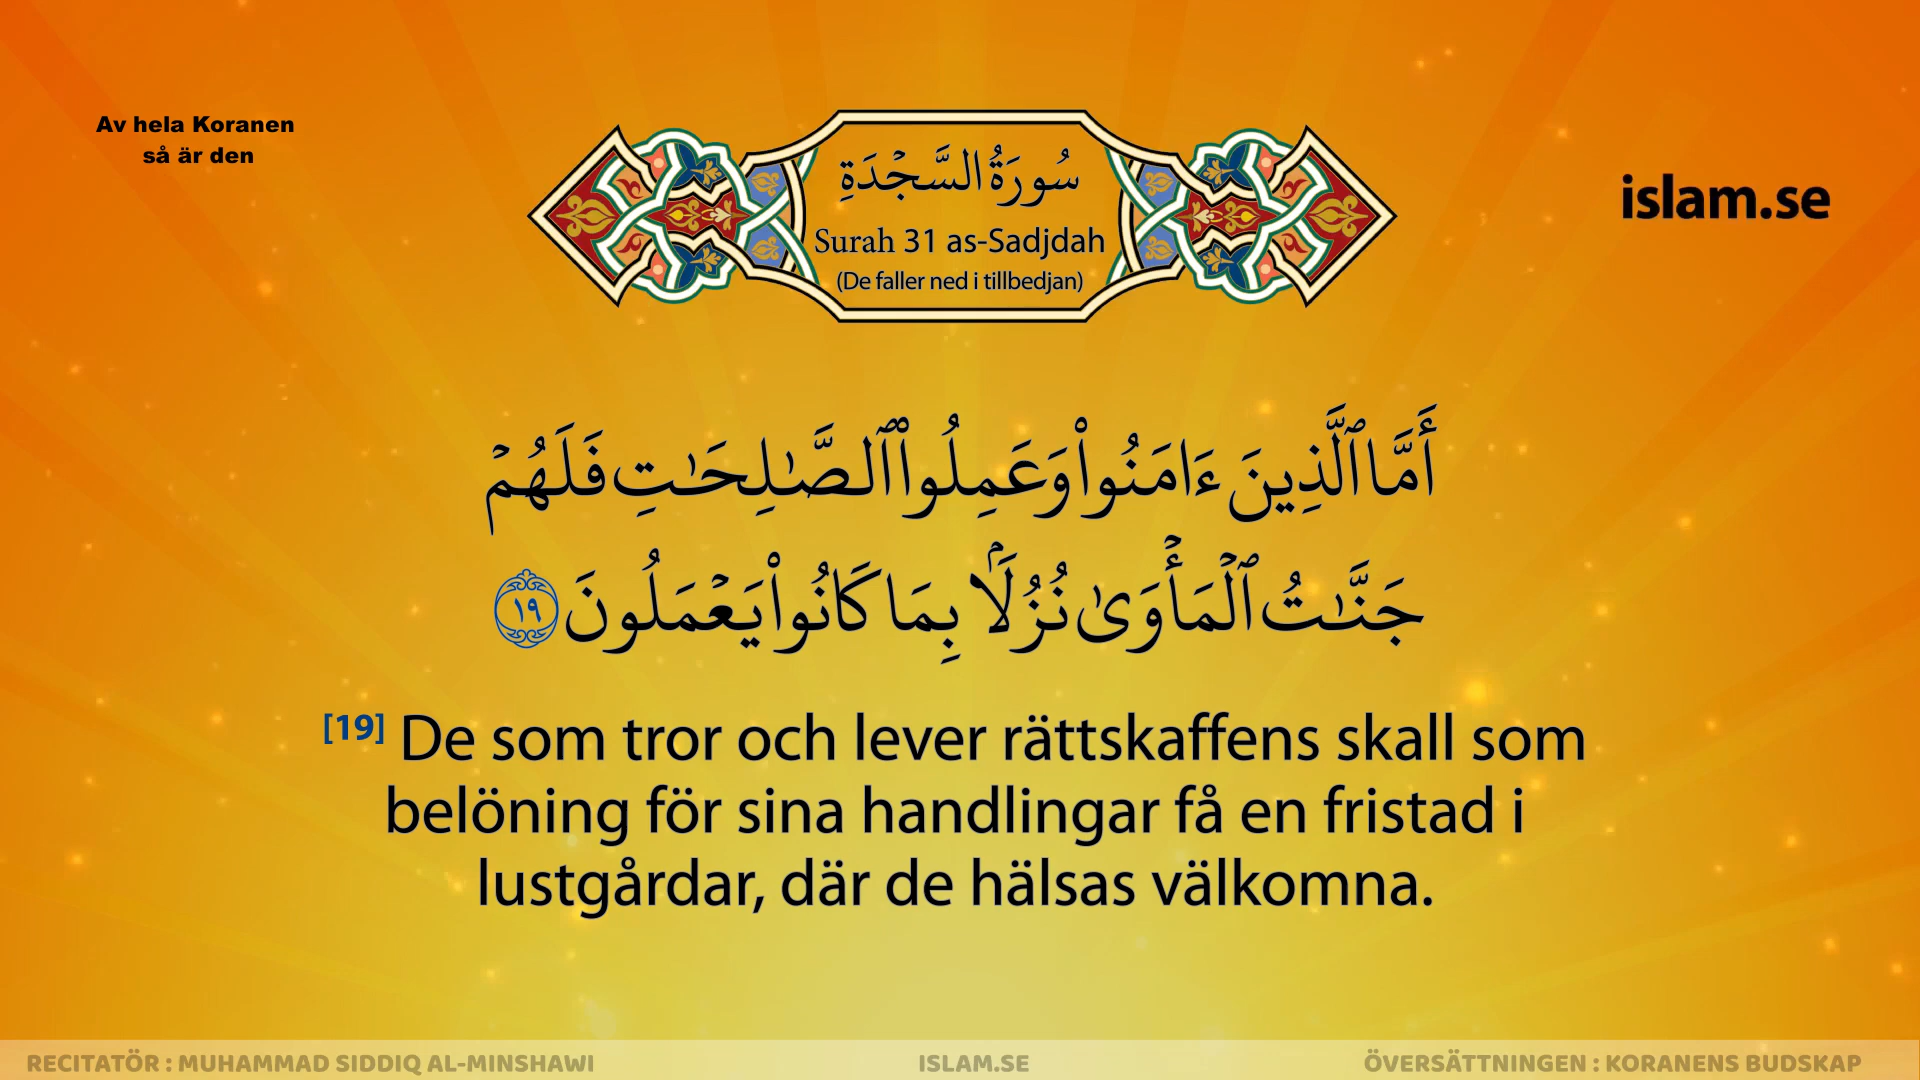 Av hela Koranen
så är den
سُورَةُ السَّجْدَةِ
Surah 31 as-Sadjdah
(De faller ned i tillbedjan)
islam.se
أَمَّا ٱلَّذِينَ ءَامَنُوا۟ وَعَمِلُوا۟ ٱلصَّـٰلِحَـٰتِ فَلَهُمْ
جَنَّـٰتُ ٱلْمَأْوَىٰ نُزُلًۢا بِمَا كَانُوا۟ يَعْمَلُونَ ١٩
[19] De som tror och lever rättskaffens skall som
belöning för sina handlingar få en fristad i
lustgårdar, där de hälsas välkomna.
RECITATÖR : MUHAMMAD SIDDIQ AL-MINSHAWI
ISLAM.SE
ÖVERSÄTTNINGEN : KORANENS BUDSKAP